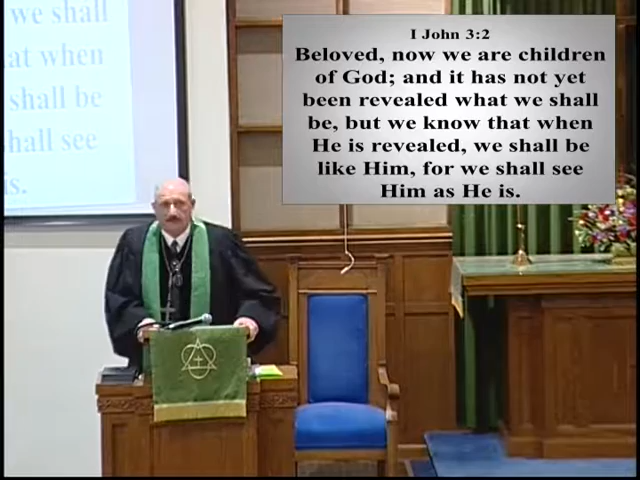 we shall
at when
shall be
hall see
is.
I John 3:2
Beloved, now we are children
of God; and it has not yet
been revealed what we shall
be, but we know that when
He is revealed, we shall be
like Him, for we shall see
Him as He is.